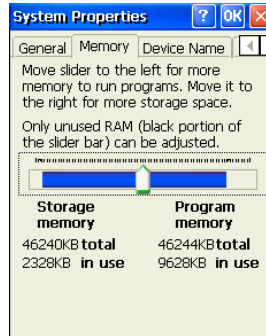 System Properties ? OK ×
General Memory Device Name
Move slider to the left for more
memory to run programs. Move it to
the right for more storage space.
Only unused RAM (black portion of
the slider bar) can be adjusted.
Storage Program
memory memory
46240KB total 46244KB total
2328KB in use 9628KB in use